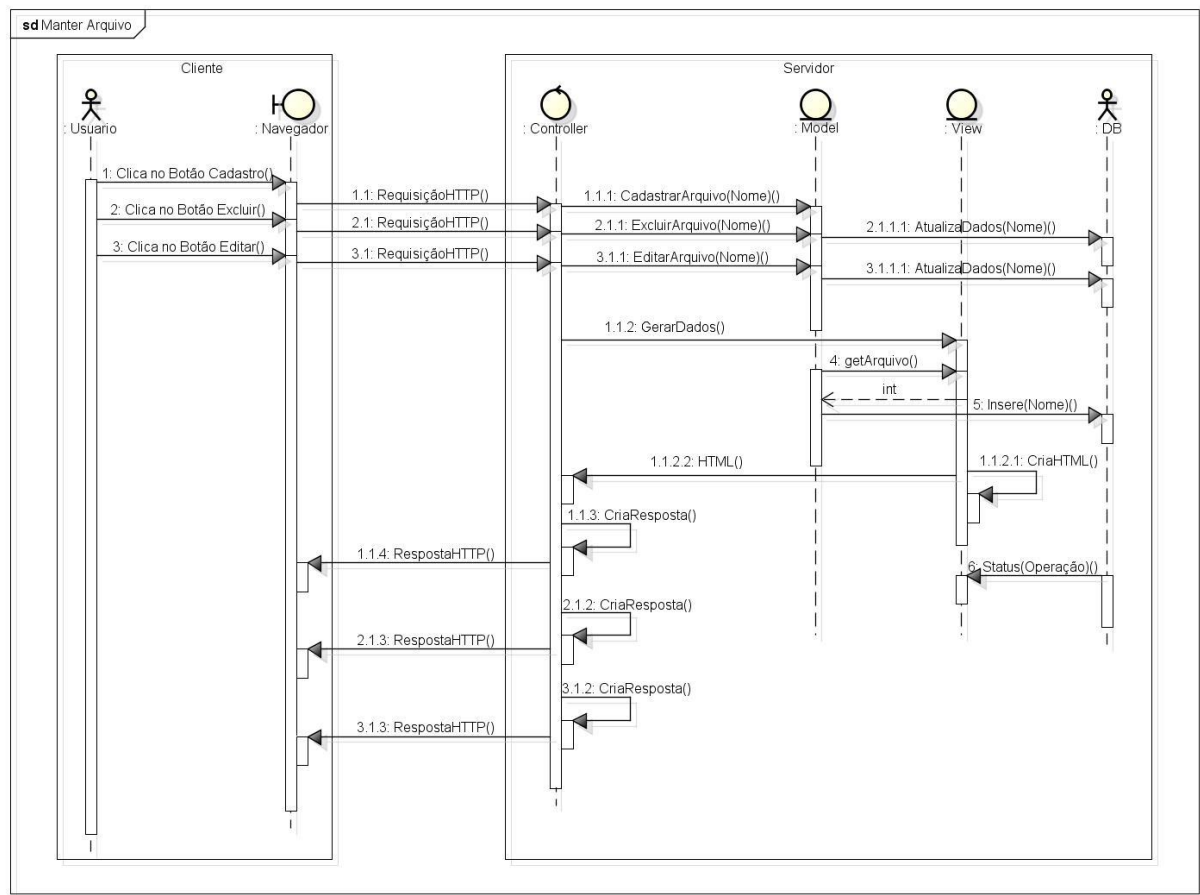 sd Manter Arquivo
Cliente
Servidor
: Usuario
: Navegador
: Controller
: Model
: View
: DB
1: Clica no Botão Cadastro()
1.1: RequisiçãoHTTP()
1.1.1: CadastrarArquivo(Nome)()
2: Clica no Botão Excluir()
2.1: RequisiçãoHTTP()
2.1.1: ExcluirArquivo(Nome)()
2.1.1.1: AtualizaDados(Nome)()
3: Clica no Botão Editar()
3.1: RequisiçãoHTTP()
3.1.1: EditarArquivo(Nome)()
3.1.1.1: AtualizaDados(Nome)()
1.1.2: GerarDados()
4: getArquivo()
int
5: Insere(Nome)()
1.1.2.2: HTML()
1.1.2.1: CriaHTML()
1.1.3: CriaResposta()
1.1.4: RespostaHTTP()
6: Status(Operação)()
2.1.2: CriaResposta()
2.1.3: RespostaHTTP()
3.1.2: CriaResposta()
3.1.3: RespostaHTTP()